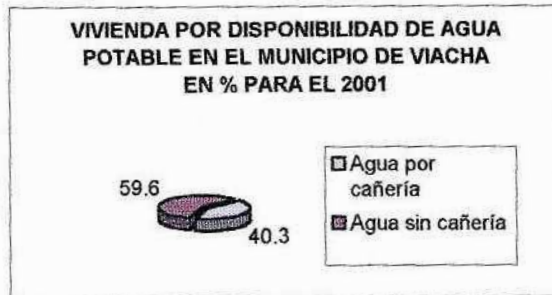 VIVIENDA POR DISPONIBILIDAD DE AGUA
POTABLE EN EL MUNICIPIO DE VIACHA
EN % PARA EL 2001
59.6
40.3
Agua por
cañería
Agua sin cañería